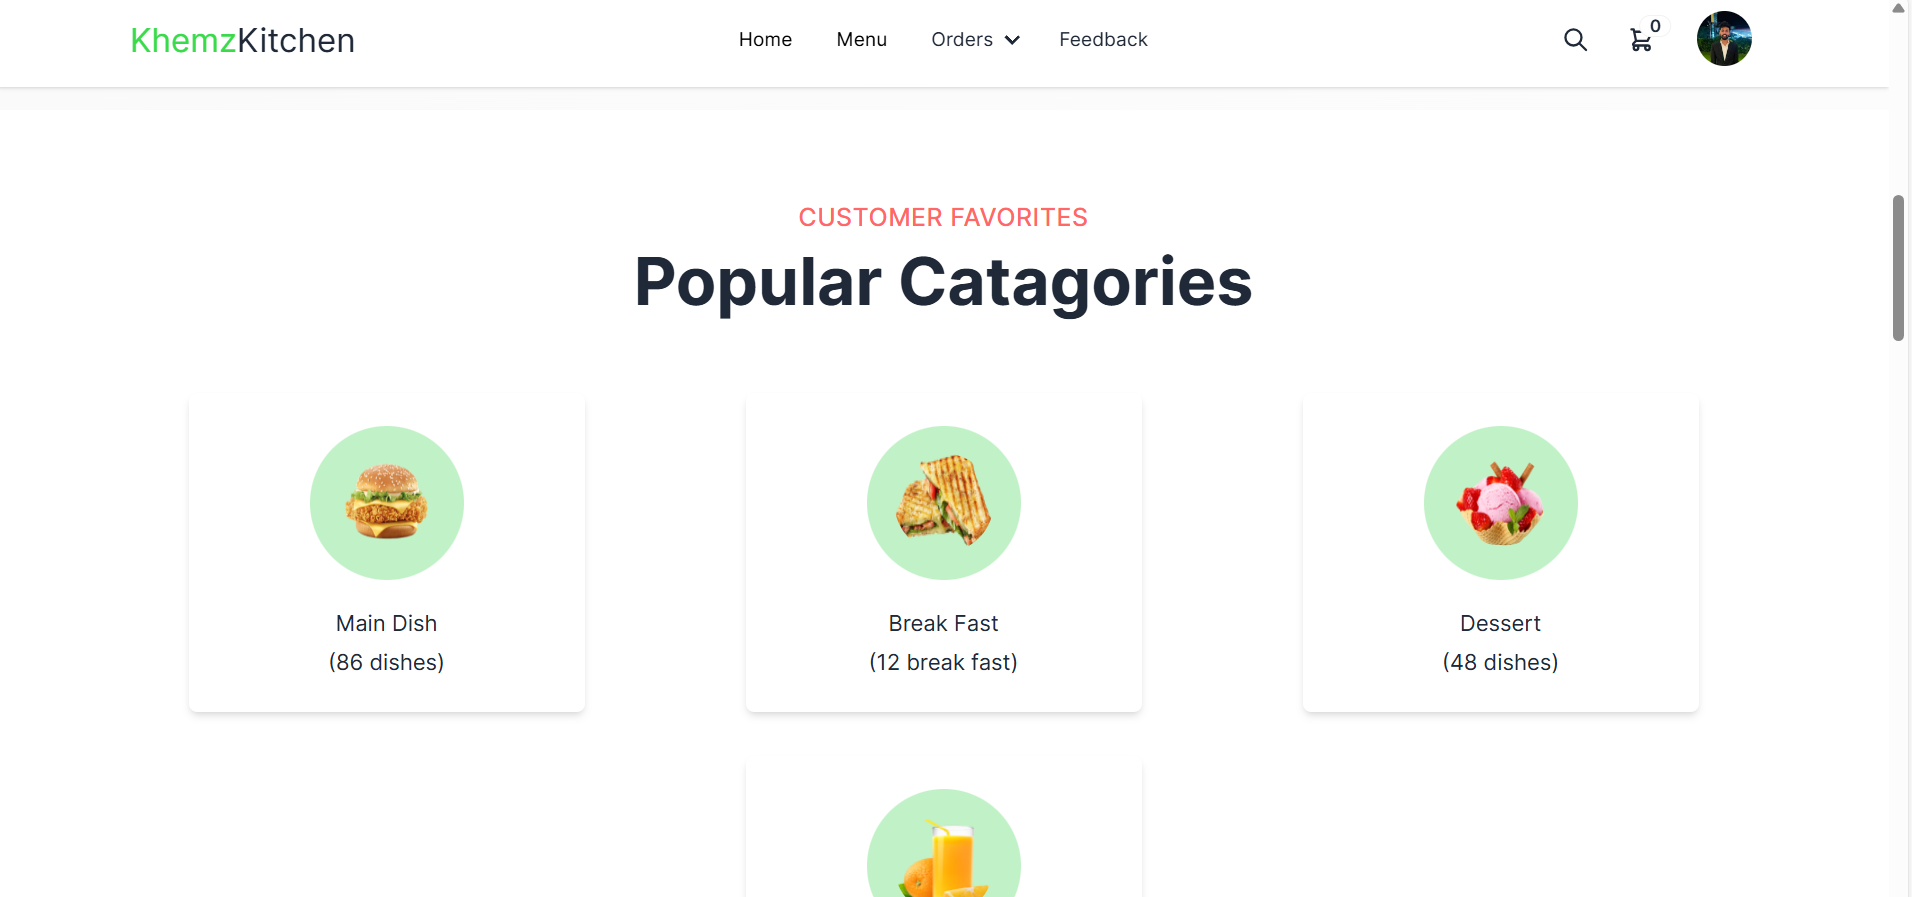 KhemzKitchen
Home Menu Orders Feedback
0
CUSTOMER FAVORITES
Popular Catagories
Main Dish
(86 dishes)
Break Fast
(12 break fast)
Dessert
(48 dishes)